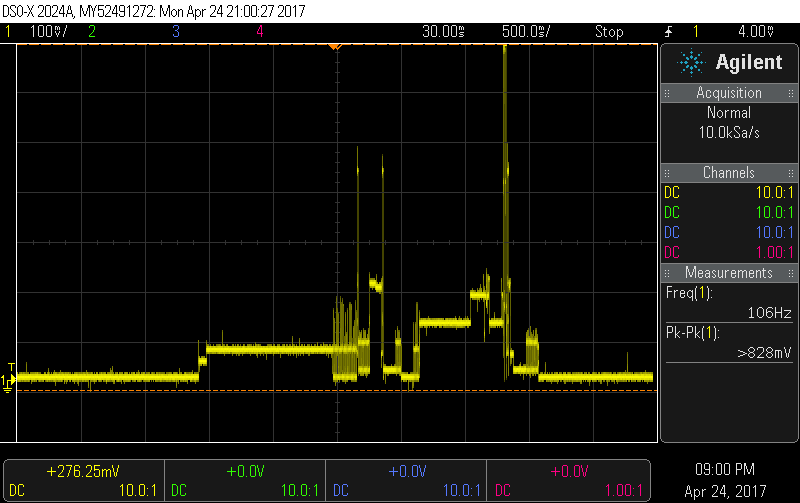 DSO-X 2024A, MY52491272: Mon Apr 24 21:00:27 2017
1 100%/ 2 3 4 30.00s 500.0s/ Stop 1 4.00V
Agilent
Acquisition
Normal
10.0kSa/s
Channels
DC 10.0:1
DC 10.0:1
DC 10.0:1
DC 1.00:1
Measurements
Freq(1):
106Hz
Pk-Pk(1):
>828mV
T
1
+276.25mV +0.0V +0.0V +0.0V
DC 10.0:1 DC 10.0:1 DC 10.0:1 DC 1.00:1
09:00 PM
Apr 24, 2017